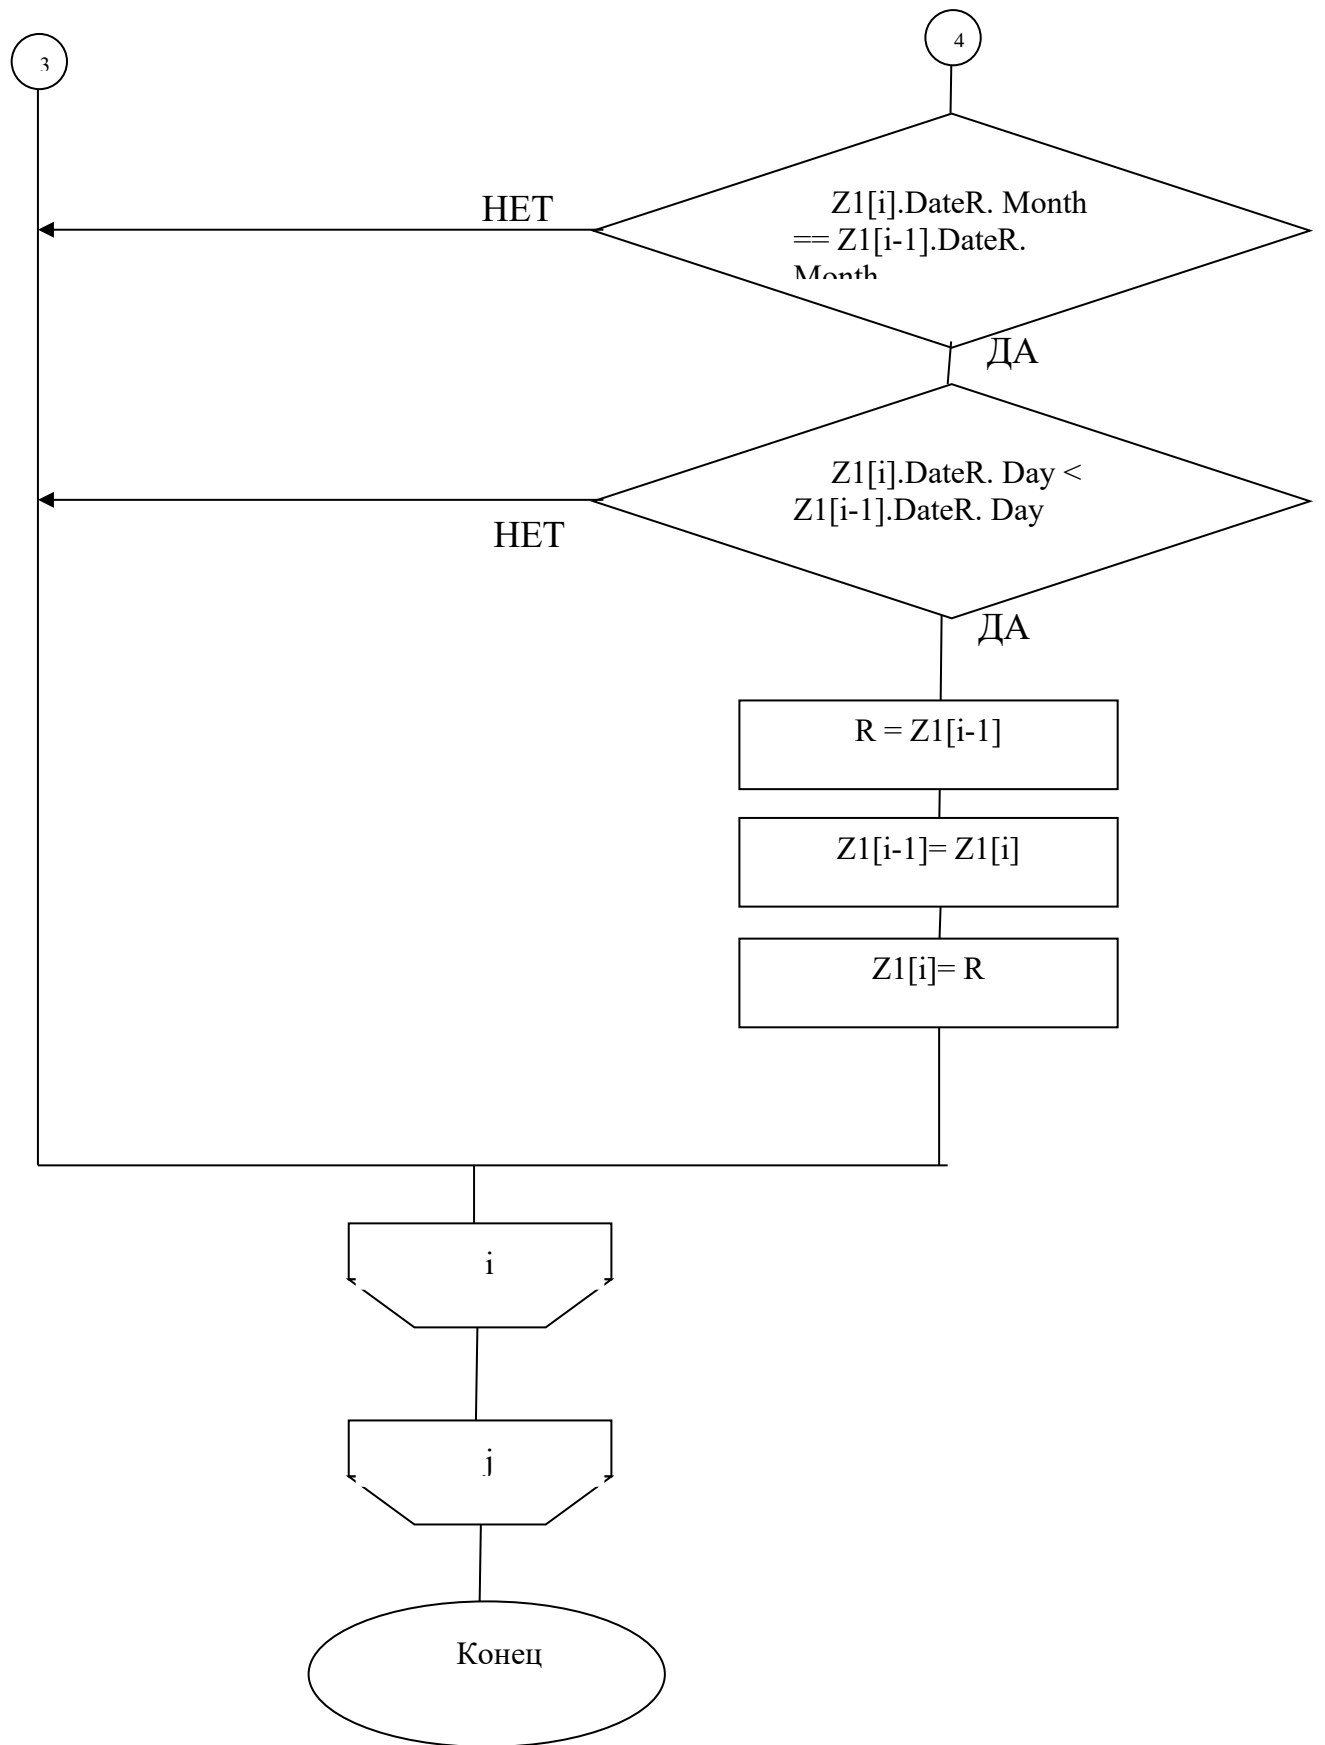 3
4
НЕТ
Z1[i].DateR. Month
== Z1[i-1].DateR.
Month
ДА
Z1[i].DateR. Day <
Z1[i-1].DateR. Day
НЕТ
ДА
R = Z1[i-1]
Z1[i-1]= Z1[i]
Z1[i]= R
i
j
Конец